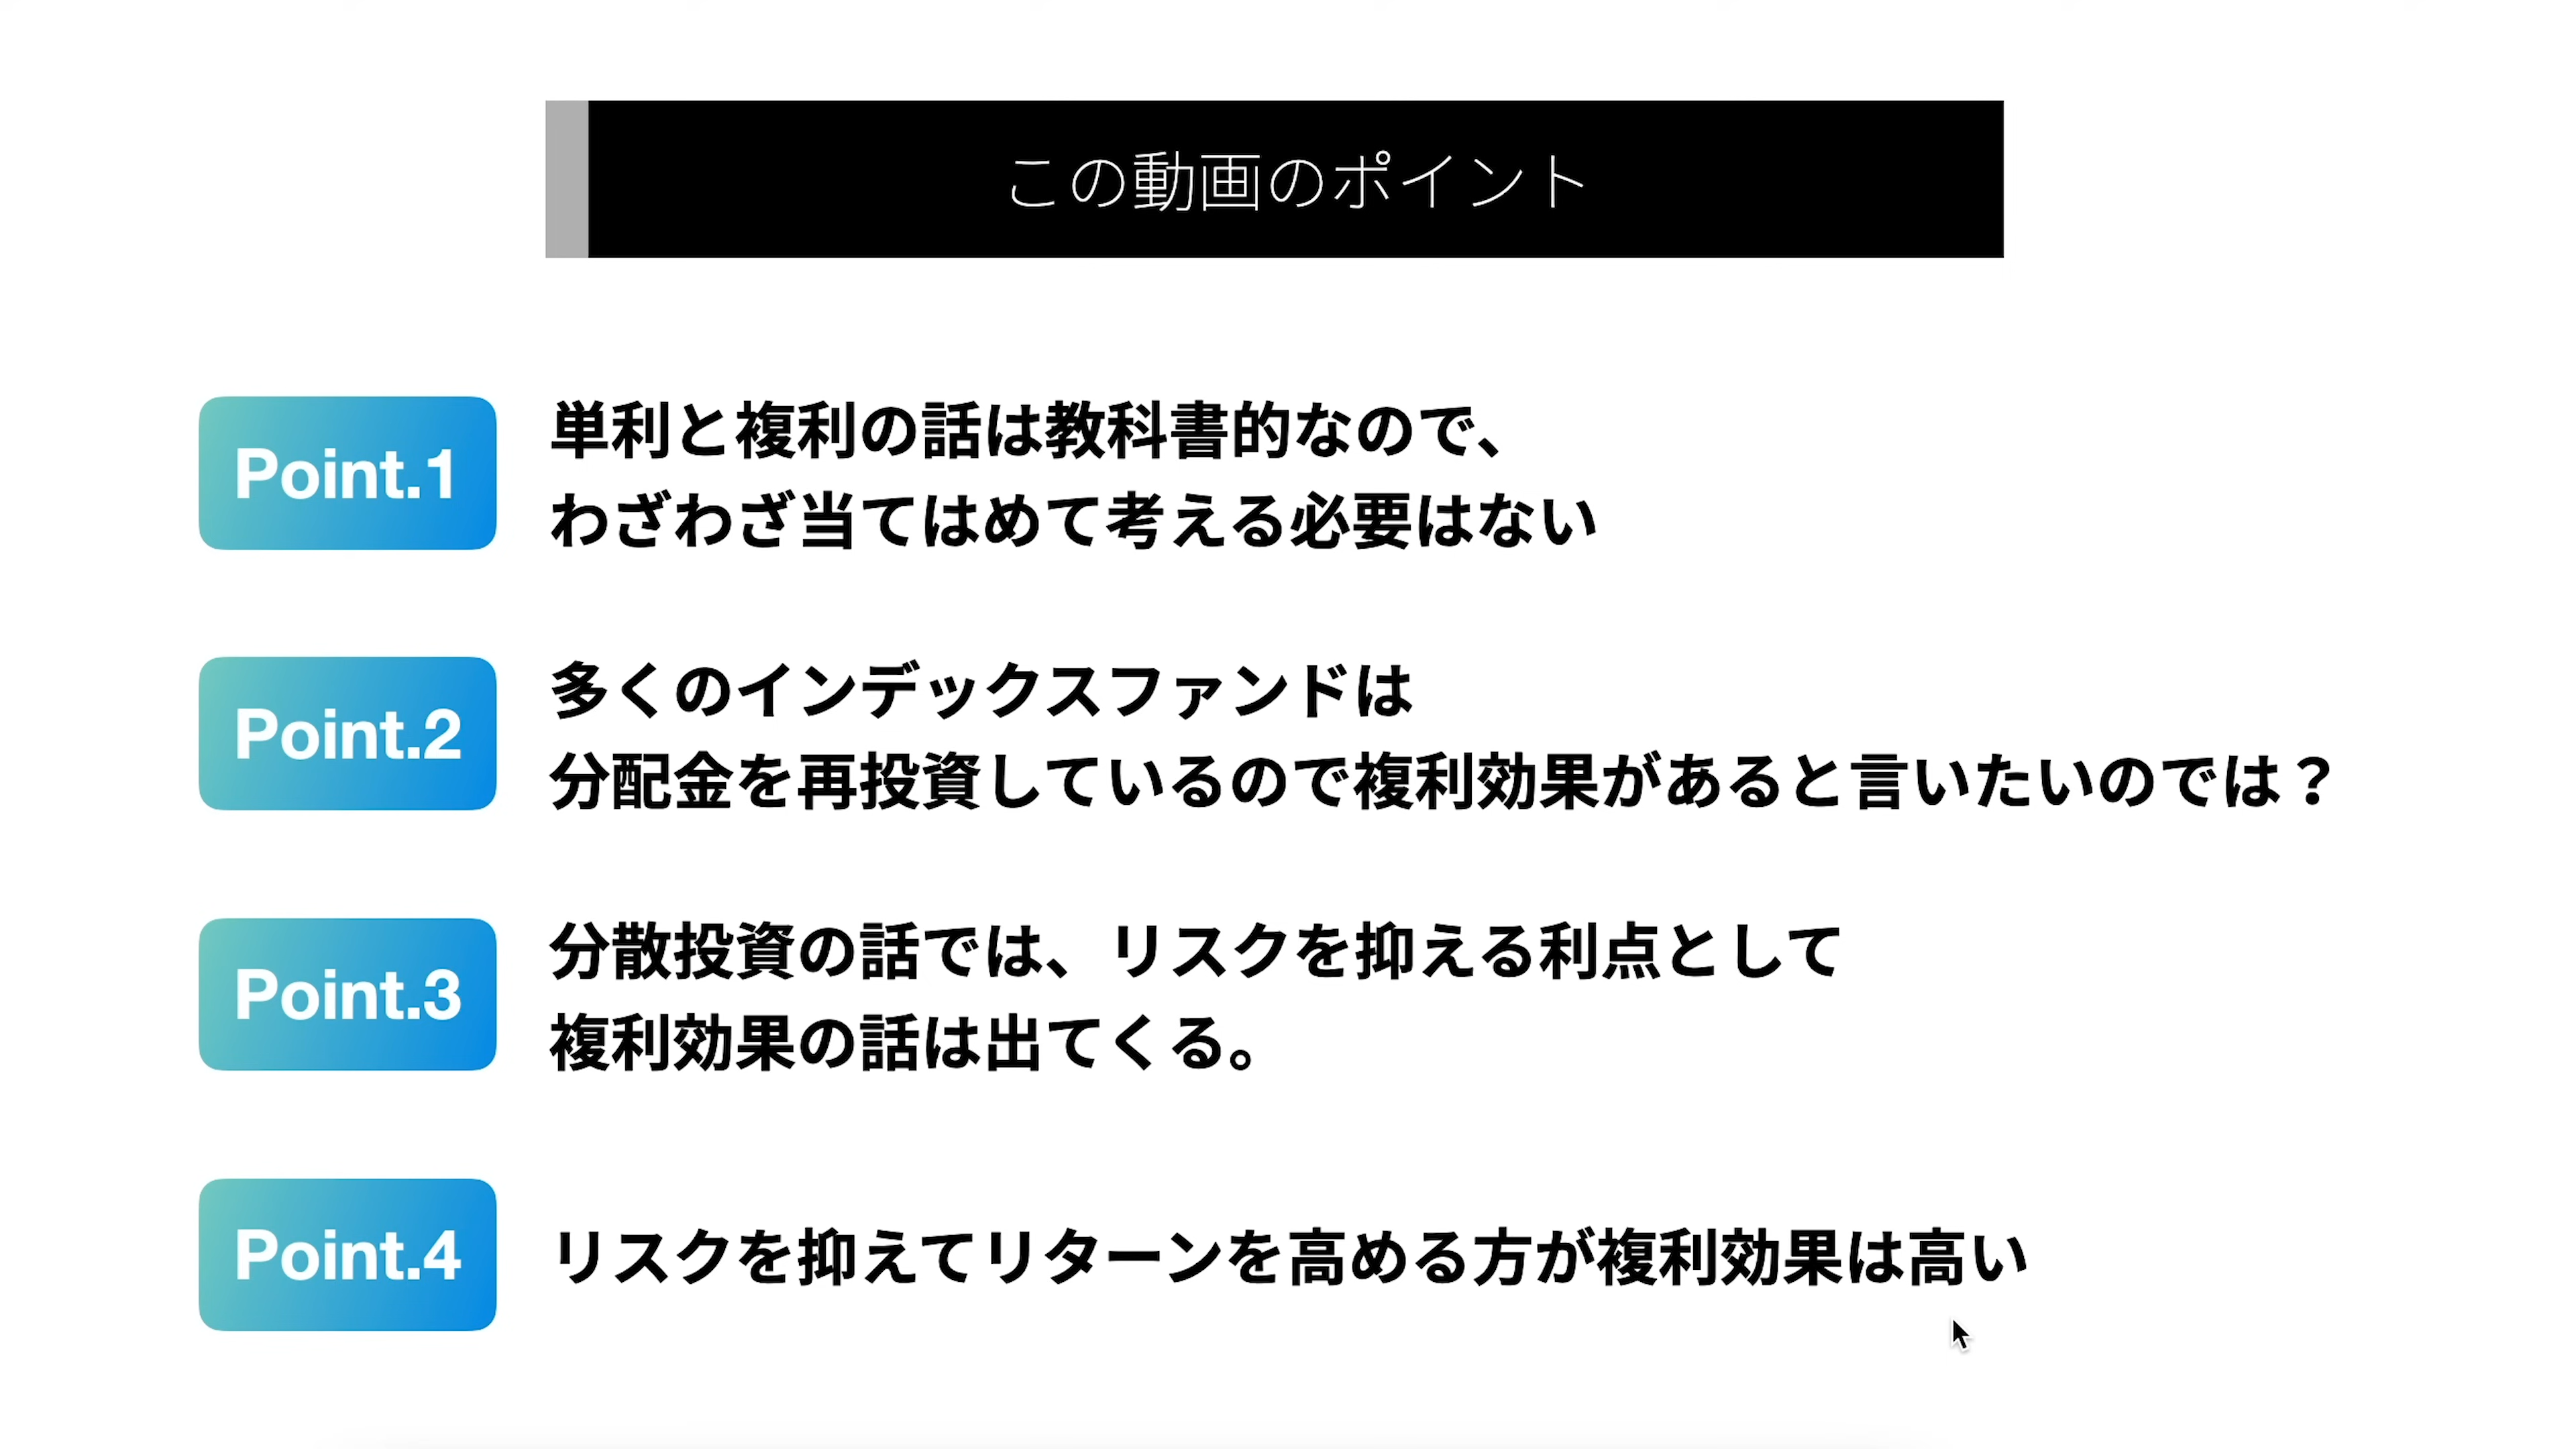 この動画のポイント
Point.1
単利と複利の話は教科書的なので、
わざわざ当てはめて考える必要はない
Point.2
多くのインデックスファンドは
分配金を再投資しているので複利効果があると言いたいのでは？
Point.3
分散投資の話では、リスクを抑える利点として
複利効果の話は出てくる。
Point.4
リスクを抑えてリターンを高める方が複利効果は高い